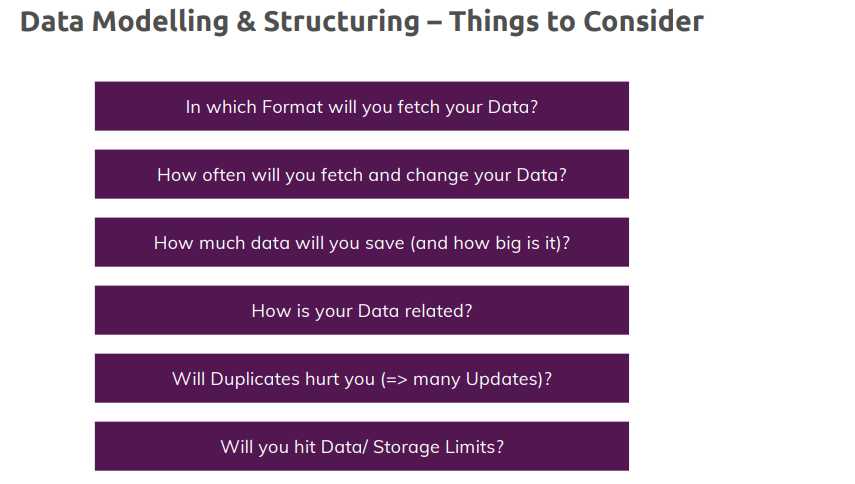 Data Modelling & Structuring – Things to Consider
In which Format will you fetch your Data?
How often will you fetch and change your Data?
How much data will you save (and how big is it)?
How is your Data related?
Will Duplicates hurt you (=> many Updates)?
Will you hit Data/ Storage Limits?